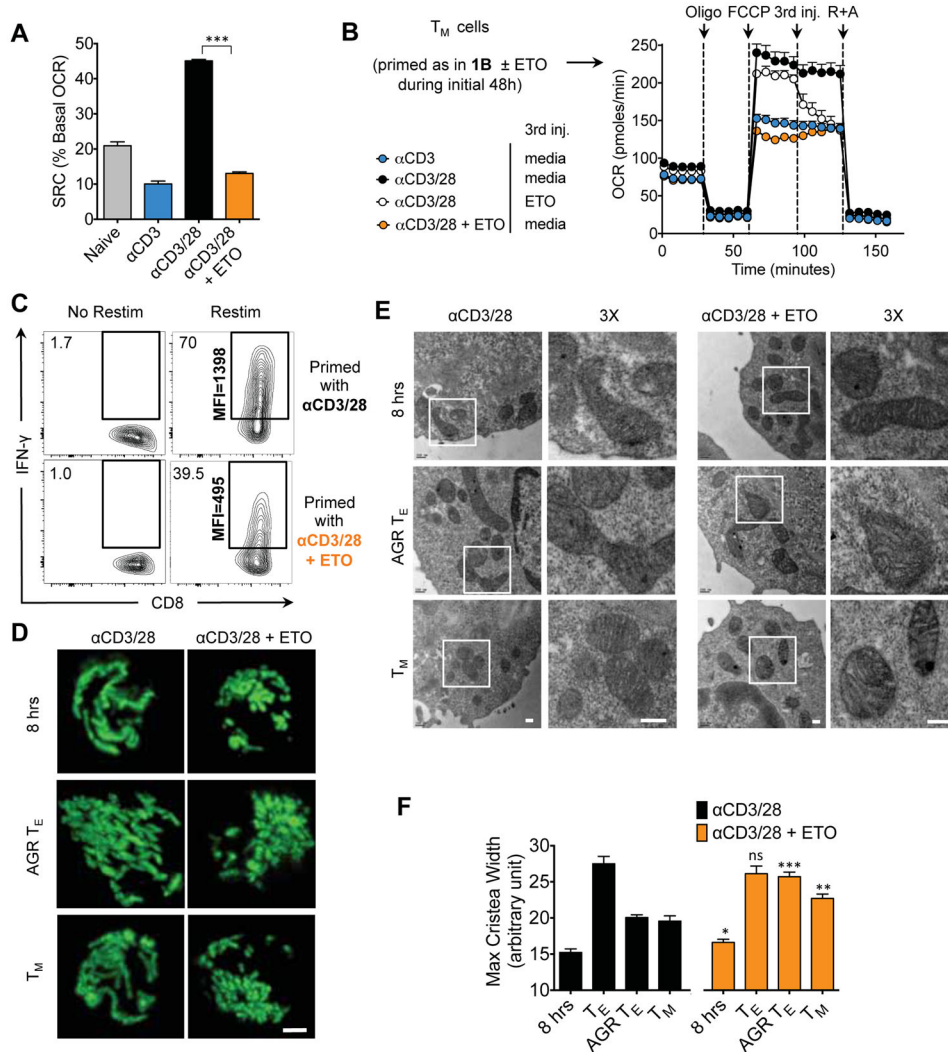 A
SRC (% Basal OCR)
50
40
30
20
10
0
***
Naive
αCD3
αCD3/28
αCD3/28
+ ETO
B
T_M cells
(primed as in 1B ± ETO
during initial 48h)
3rd inj.
αCD3 media
αCD3/28 media
αCD3/28 ETO
αCD3/28 + ETO media
Oligo FCCP 3rd inj. R+A
OCR (pmoles/min)
250
200
150
100
50
0
0 50 100 150
Time (minutes)
C
No Restim Restim
1.7
70
MFI=1398
Primed
with
αCD3/28
1.0
39.5
MFI=495
Primed
with
αCD3/28
+ ETO
IFN-γ
CD8
D
αCD3/28 αCD3/28 + ETO
8 hrs
AGR T_E
T_M
E
αCD3/28 3X αCD3/28 + ETO 3X
8 hrs
AGR T_E
T_M
F
αCD3/28
αCD3/28 + ETO
Max Cristea Width
(arbitrary unit)
30
25
20
15
10
* ns *** **
8 hrs T_E AGR T_E T_M
8 hrs T_E AGR T_E T_M